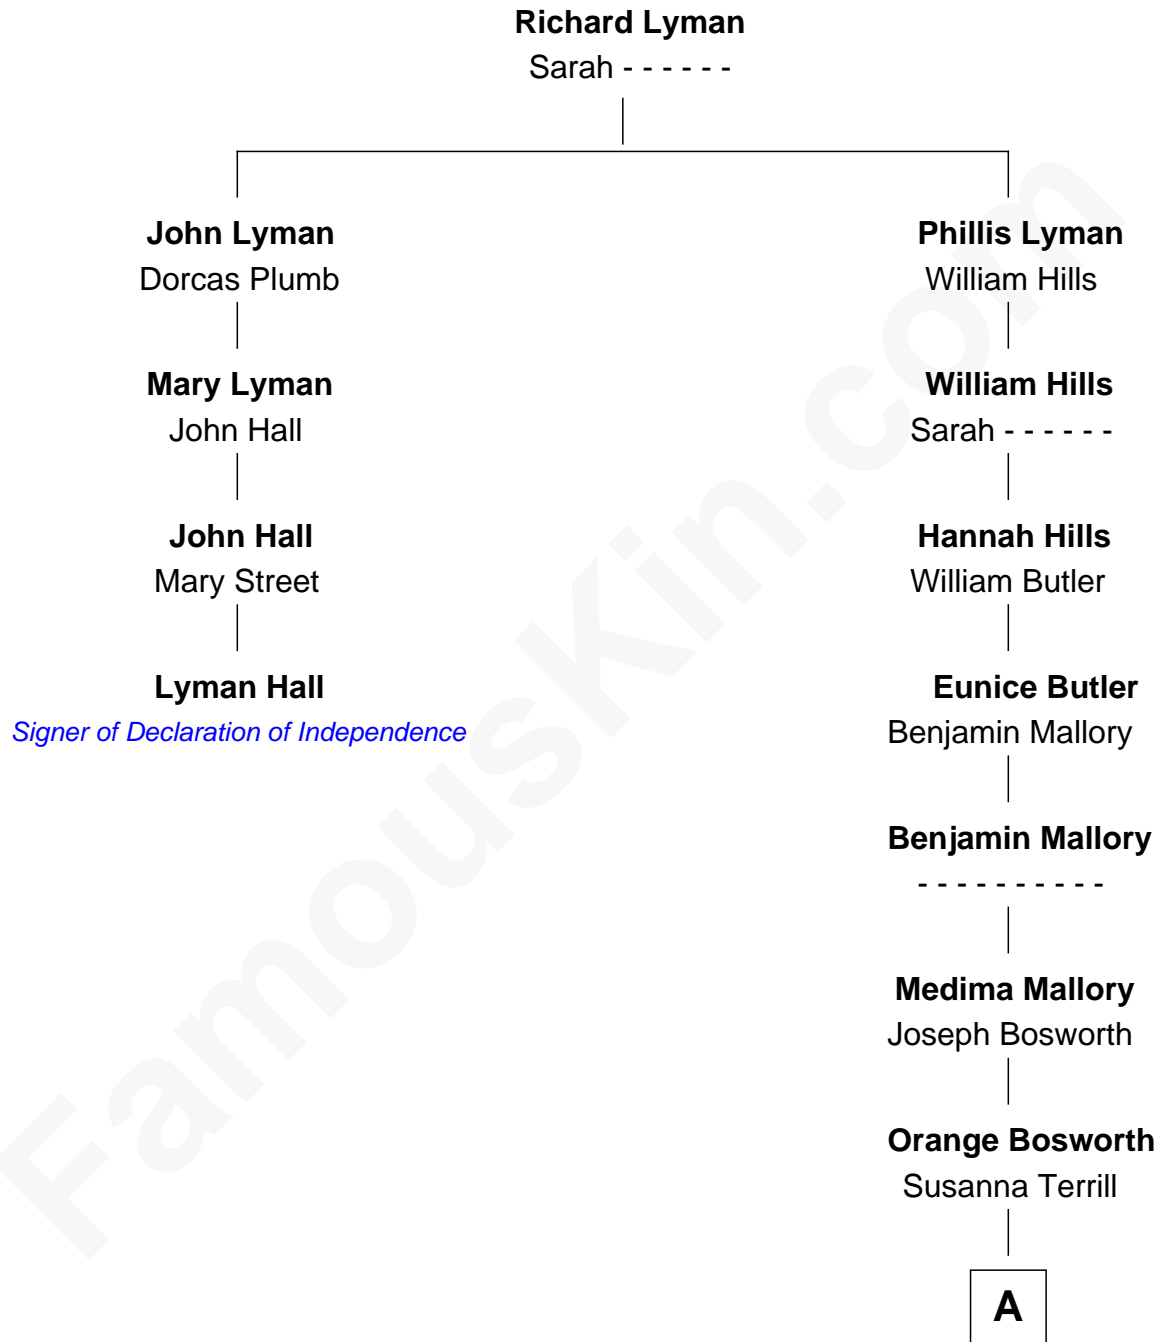 Richard Lyman
Sarah - - - - - -
John Lyman
Dorcas Plumb
Phillis Lyman
William Hills
Mary Lyman
John Hall
William Hills
Sarah - - - - - -
John Hall
Mary Street
Hannah Hills
William Butler
Lyman Hall
Signer of Declaration of Independence
Eunice Butler
Benjamin Mallory
Benjamin Mallory
- - - - - - - - - -
Medima Mallory
Joseph Bosworth
Orange Bosworth
Susanna Terrill
A
FamousKin.com